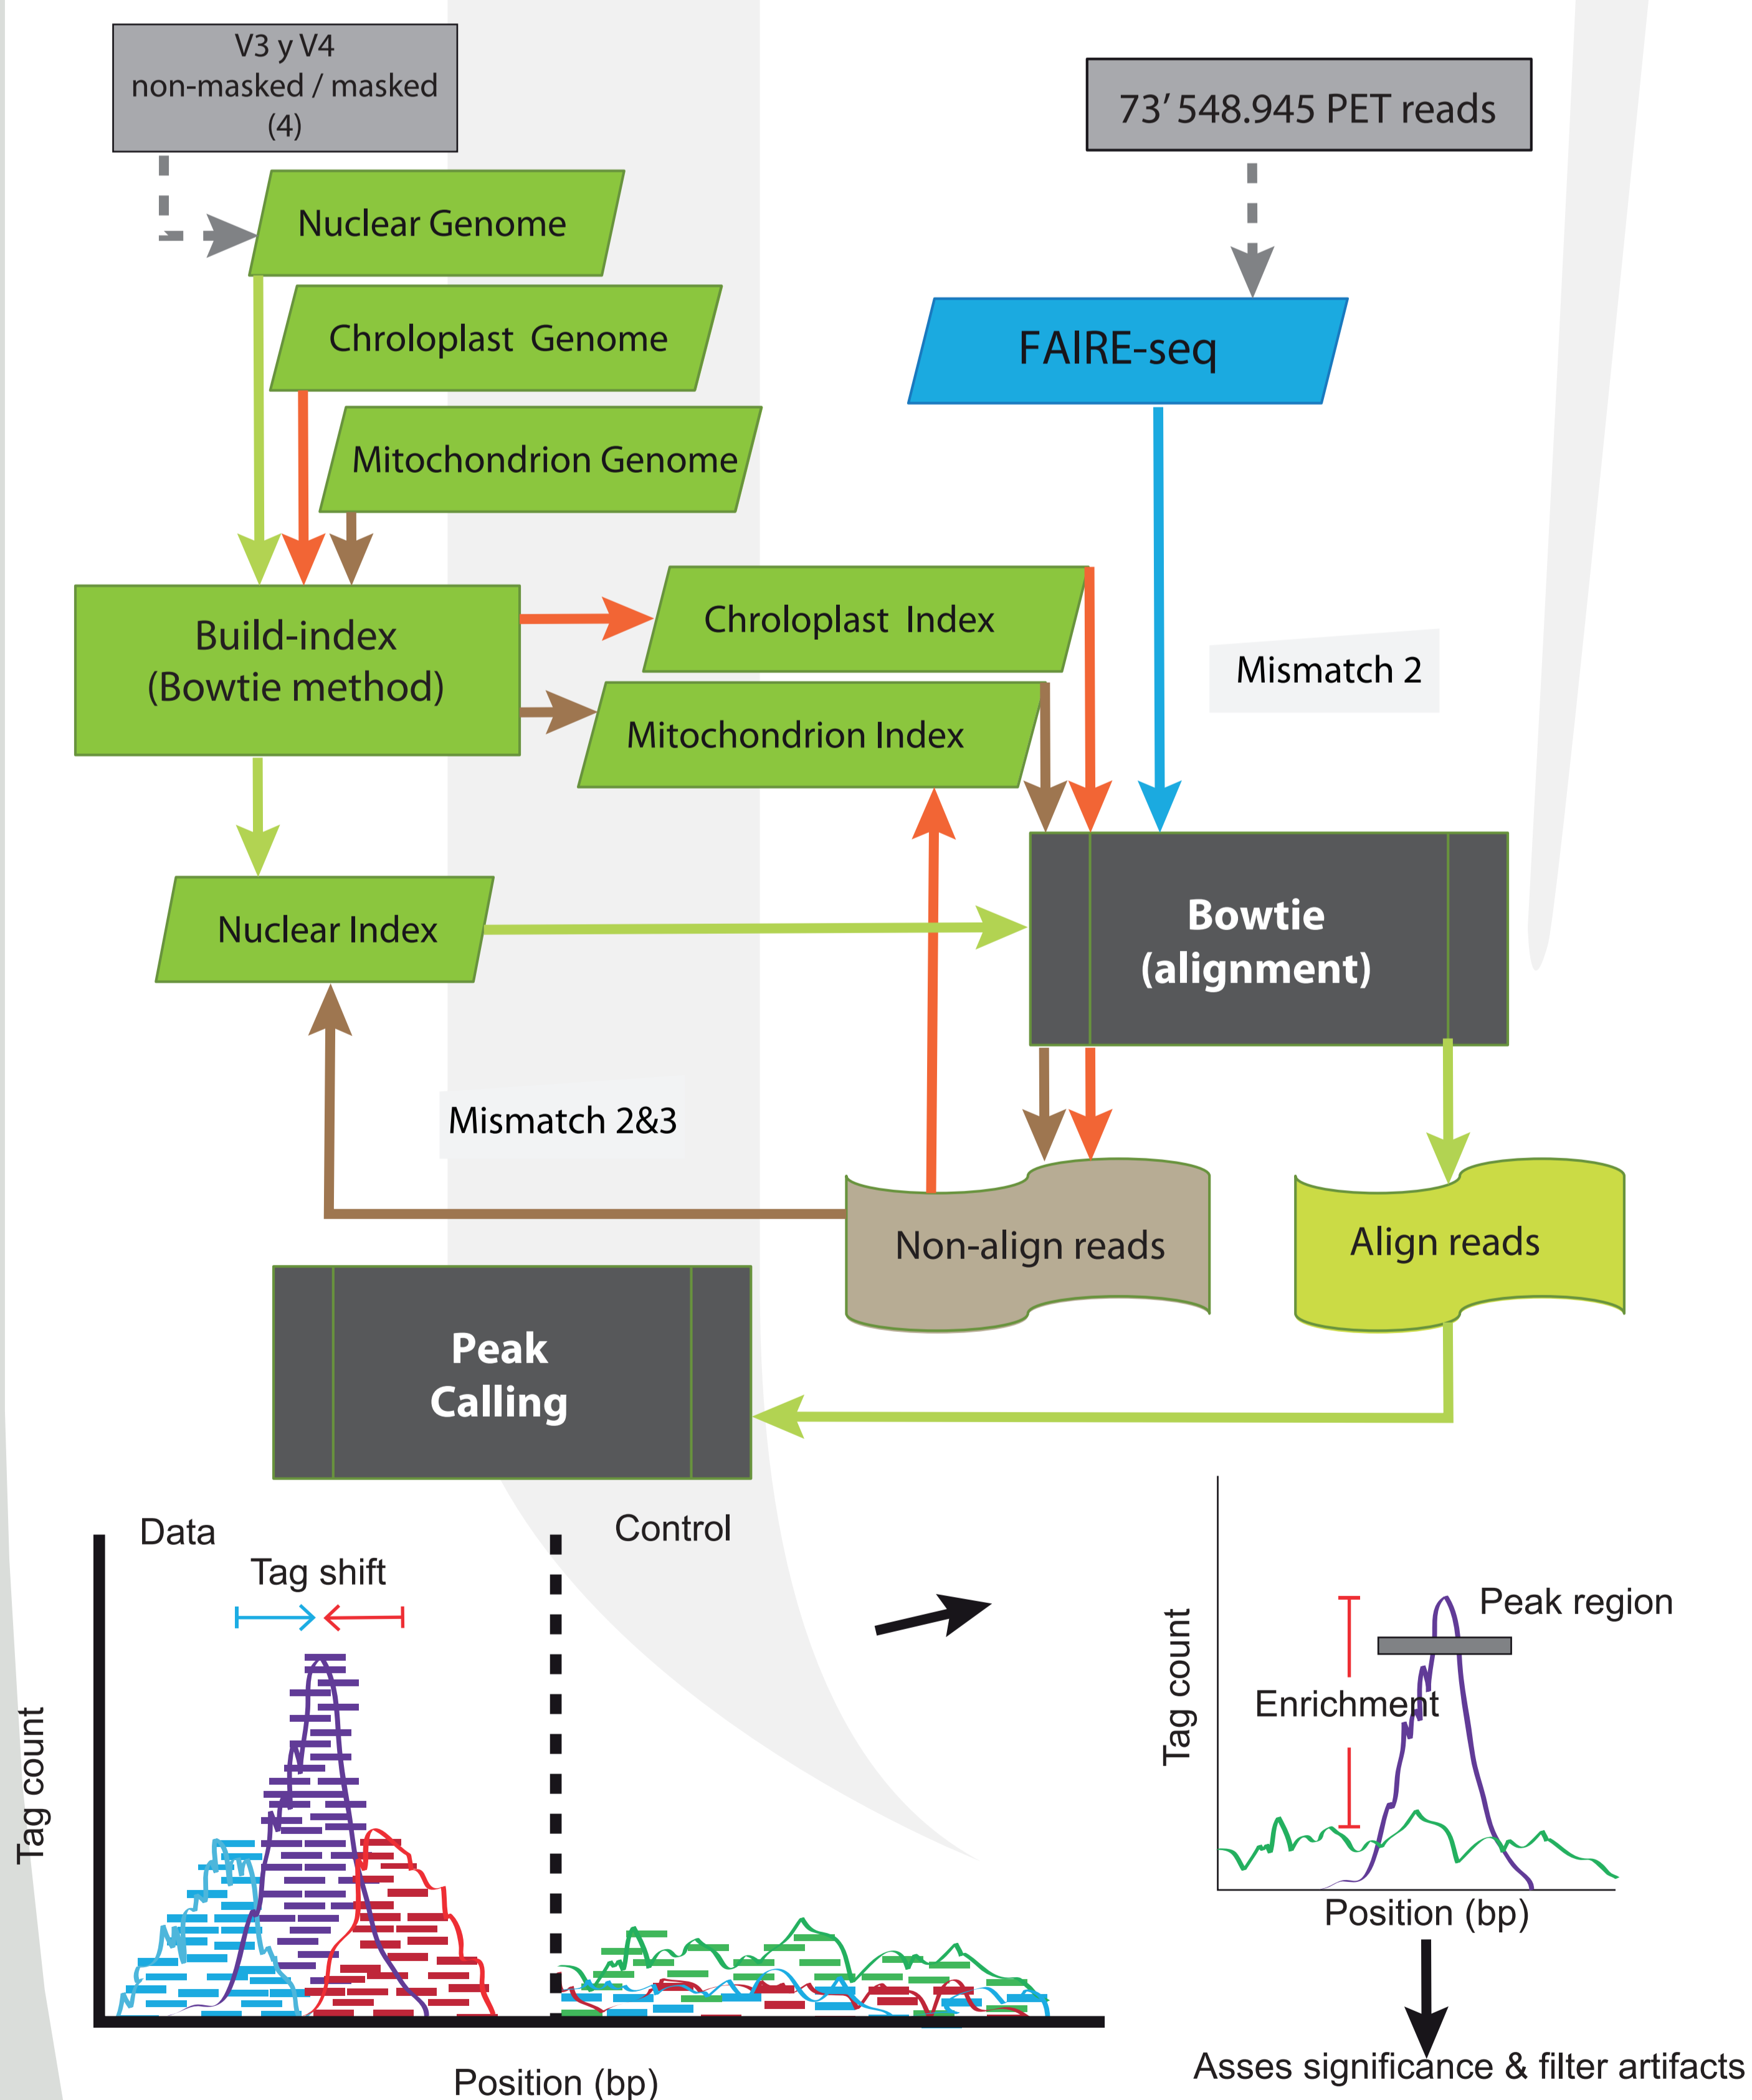 V3 y V4
non-masked / masked
(4)
73’ 548.945 PET reads
Nuclear Genome
Chroloplast Genome
Mitochondrion Genome
FAIRE-seq
Build-index
(Bowtie method)
Chroloplast Index
Mitochondrion Index
Mismatch 2
Nuclear Index
Bowtie
(alignment)
Mismatch 2&3
Non-align reads
Align reads
Peak
Calling
Data
Control
Tag shift
Tag count
Position (bp)
Peak region
Enrichment
Tag count
Position (bp)
Asses significance & filter artifacts